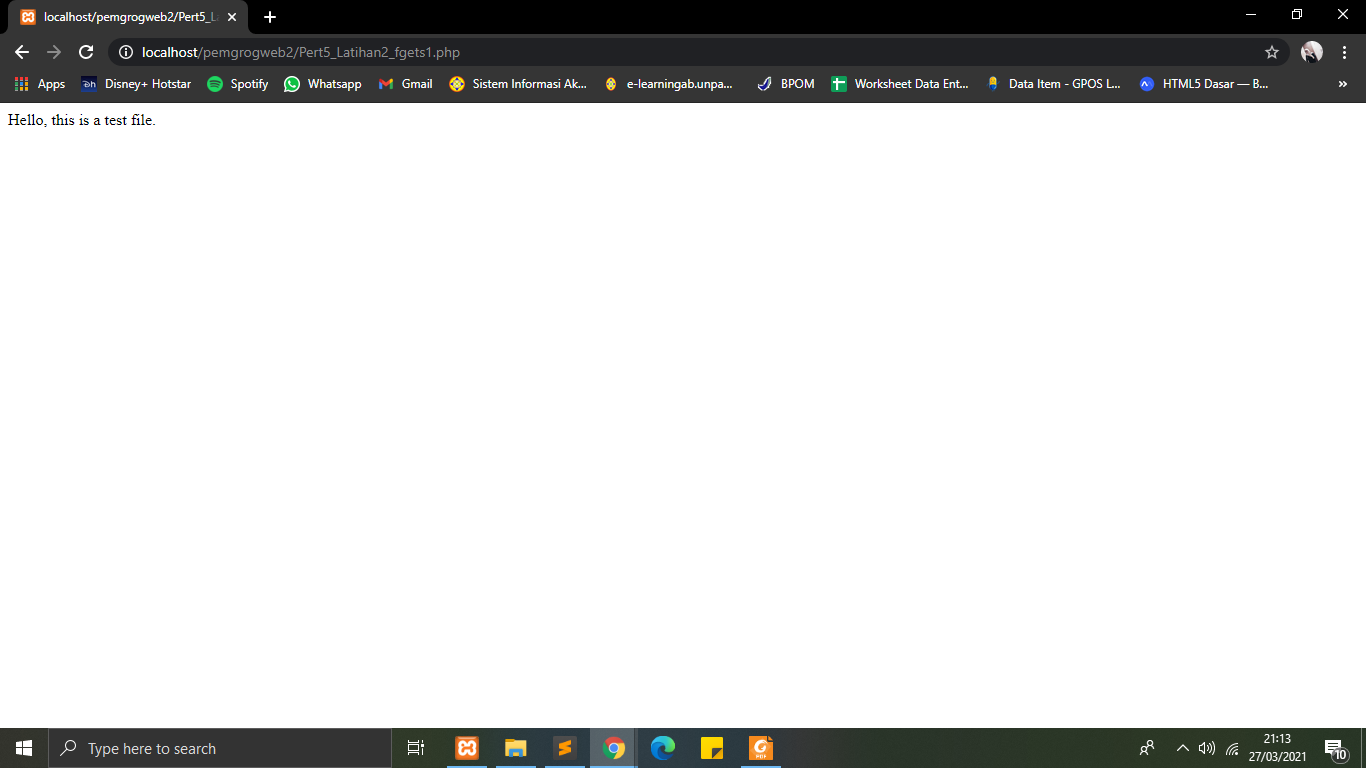 localhost/pemgrogweb2/Pert5_L
localhost/pemgrogweb2/Pert5_Latihan2_fgets1.php
Apps Disney+ Hotstar Spotify Whatsapp Gmail Sistem Informasi Ak... e-learningab.unpa... BPOM Worksheet Data Ent... Data Item - GPOS L... HTML5 Dasar — B... »
Hello, this is a test file.
Type here to search
21:13
27/03/2021
10